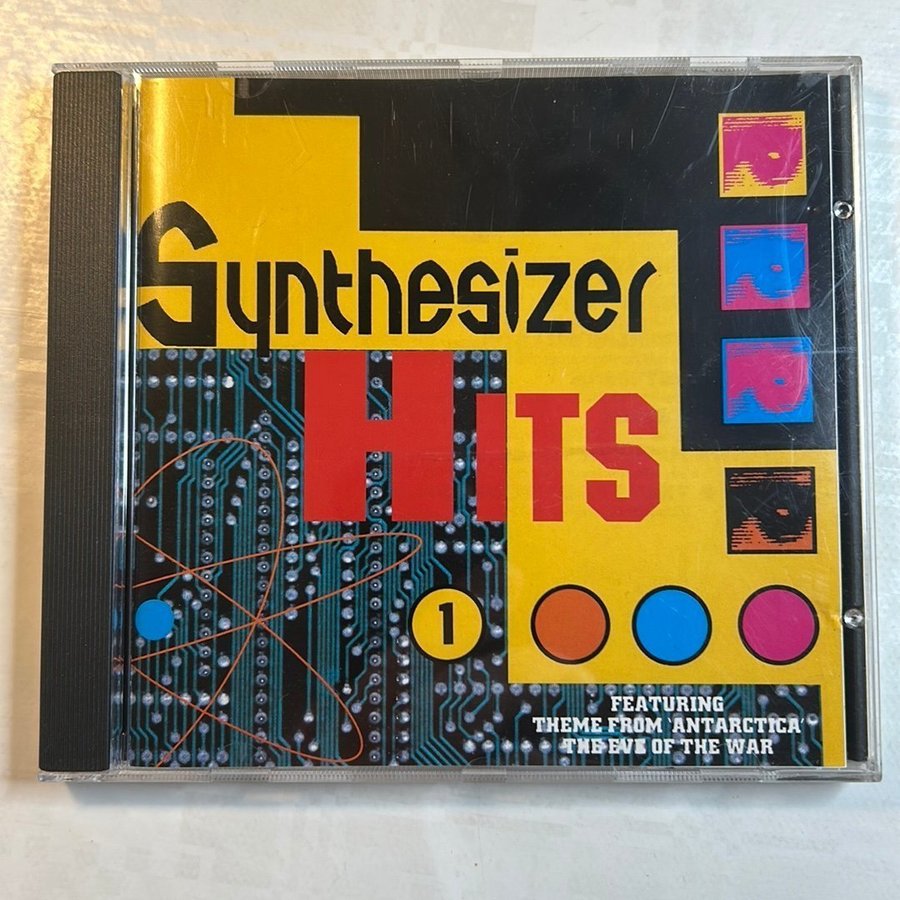 Synthesizer
HITS
1
FEATURING
THEME FROM 'ANTARCTICA'
THE EVE OF THE WAR